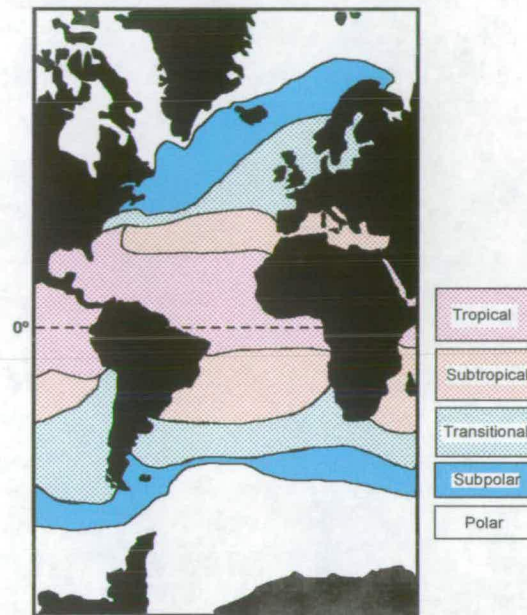 0°
Tropical
Subtropical
Transitional
Subpolar
Polar